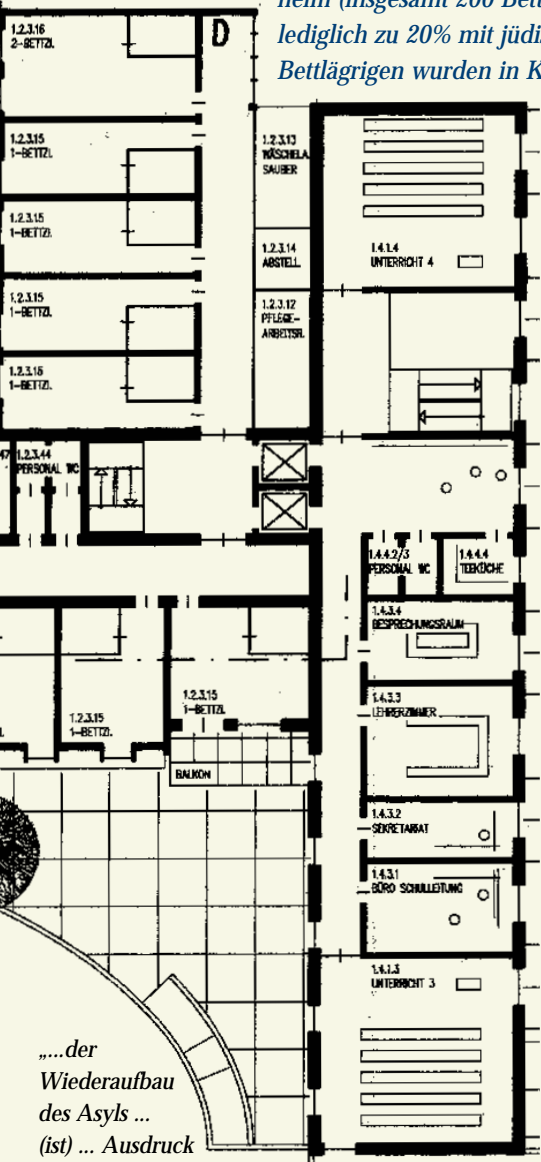 heim (insgesamt 200
lediglich zu 20% mit
Bettlägrigen wurden in
D
1.2.3.16
2-BETTZI.
1.2.3.15
1-BETTZI.
1.2.3.15
1-BETTZI.
1.2.3.15
1-BETTZI.
1.2.3.15
1-BETTZI.
1.2.3.13
WÄSCHELA.
SAUBER
1.2.3.14
ABSTELL.
1.2.3.12
PFLEGE-
ARBEITSR.
1.4.1.4
UNTERRICHT 4
47
1.2.3.44
PERSONAL WC
1.4.4.2/3
PERSONAL WC
1.4.4.4
TEEKÜCHE
1.4.3.4
BESPRECHUNGSRAUM
1.2.3.15
1-BETTZI.
1.2.3.15
1-BETTZI.
1.4.3.3
LEHRERZIMMER
BALKON
1.4.3.2
SEKRETARIAT
1.4.3.1
BÜRO SCHULLEITUNG
1.4.1.3
UNTERRICHT 3
„...der
Wiederaufbau
des Asyls ...
(ist) ... Ausdruck